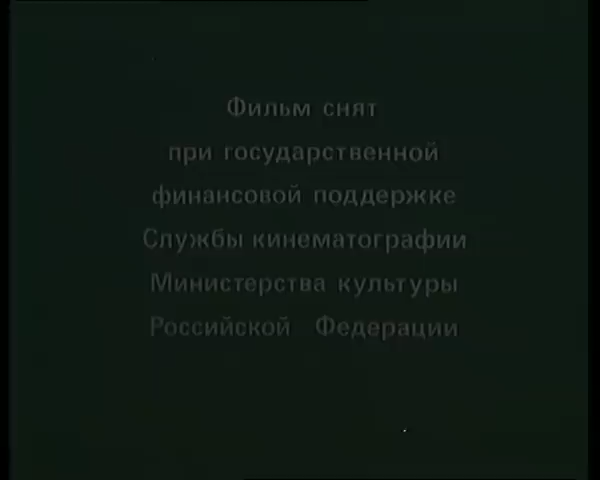 Фильм снят
при государственной
финансовой поддержке
Службы кинематографии
Министерства культуры
Российской Федерации